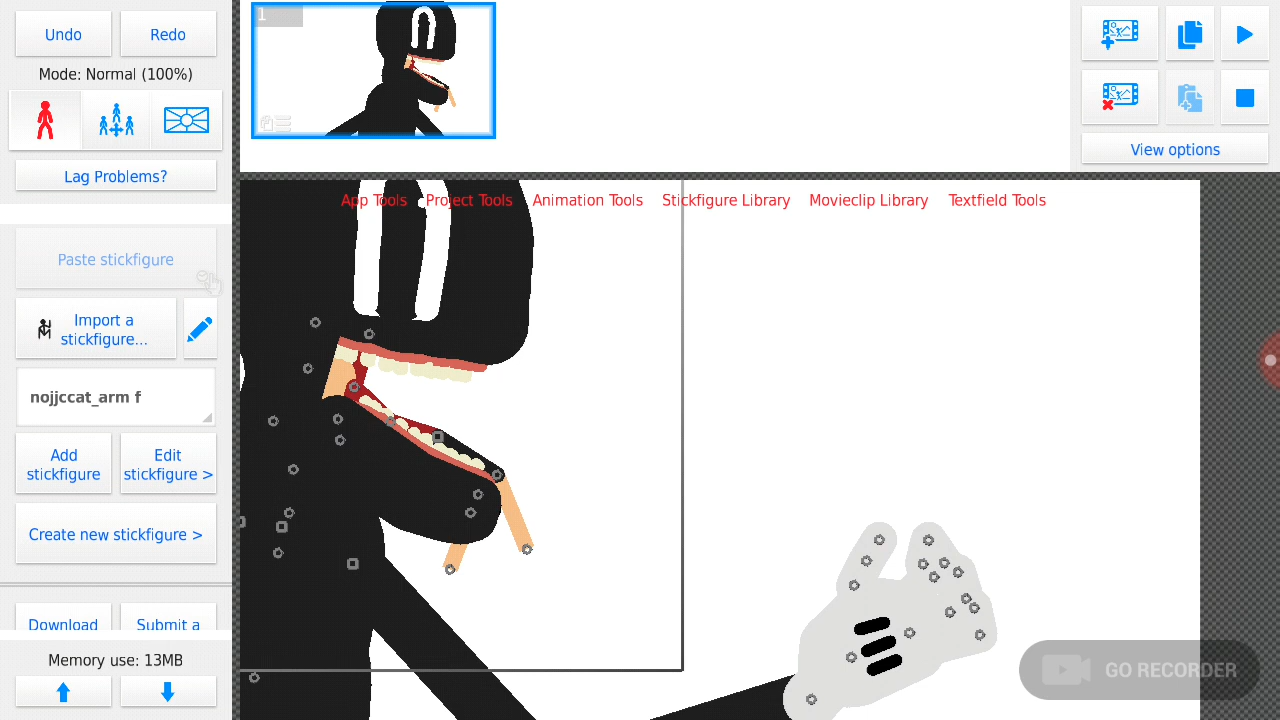 Undo
Redo
Mode: Normal (100%)
Lag Problems?
Paste stickfigure
Import a
stickfigure...
nojjccat_arm f
Add
stickfigure
Edit
stickfigure >
Create new stickfigure >
Download
Submit a
Memory use: 13MB
1
View options
App Tools
Project Tools
Animation Tools
Stickfigure Library
Movieclip Library
Textfield Tools
GO RECORDER